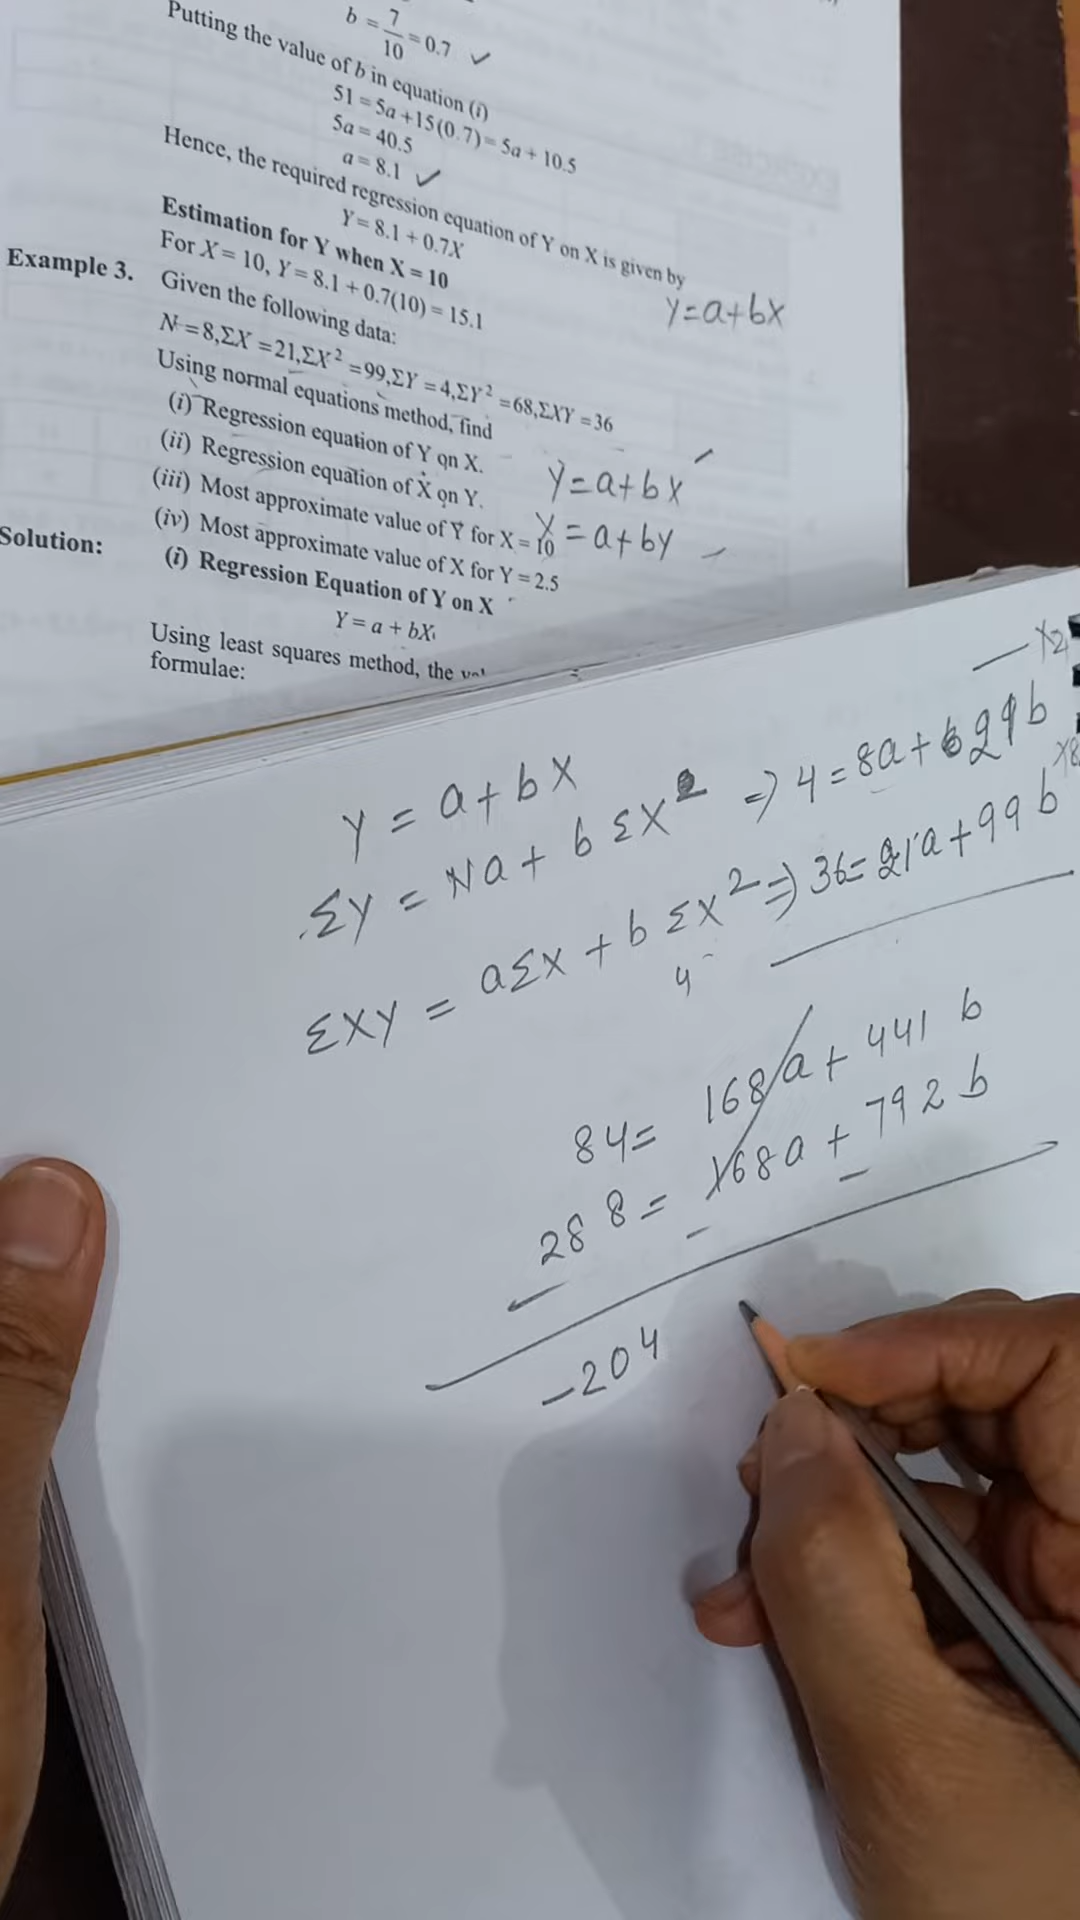 b = 7/10 = 0.7 ✓
Putting the value of b in equation (i)
51 = 5a + 15(0.7) = 5a + 10.5
5a = 40.5
a = 8.1 ✓
Hence, the required regression equation of Y on X is given by
Y = 8.1 + 0.7X
Y = a + bX
Estimation for Y when X = 10
For X = 10, Y = 8.1 + 0.7(10) = 15.1
Example 3. Given the following data:
N = 8, ΣX = 21, ΣX² = 99, ΣY = 4, ΣY² = 68, ΣXY = 36
Using normal equations method, find
(i) Regression equation of Y on X. Y = a + bX
(ii) Regression equation of X on Y. X = a + bY
(iii) Most approximate value of Y for X = 10
(iv) Most approximate value of X for Y = 2.5
Solution: (i) Regression Equation of Y on X
Y = a + bX
Using least squares method, the
formulae:
Y = a + bX
ΣY = Na + b ΣX ⇒ 4 = 8a + 21b
ΣXY = aΣX + b ΣX² ⇒ 36 = 21a + 99b
4
84 = 168a + 441 b
288 = 168a + 792 b
− − −
−204